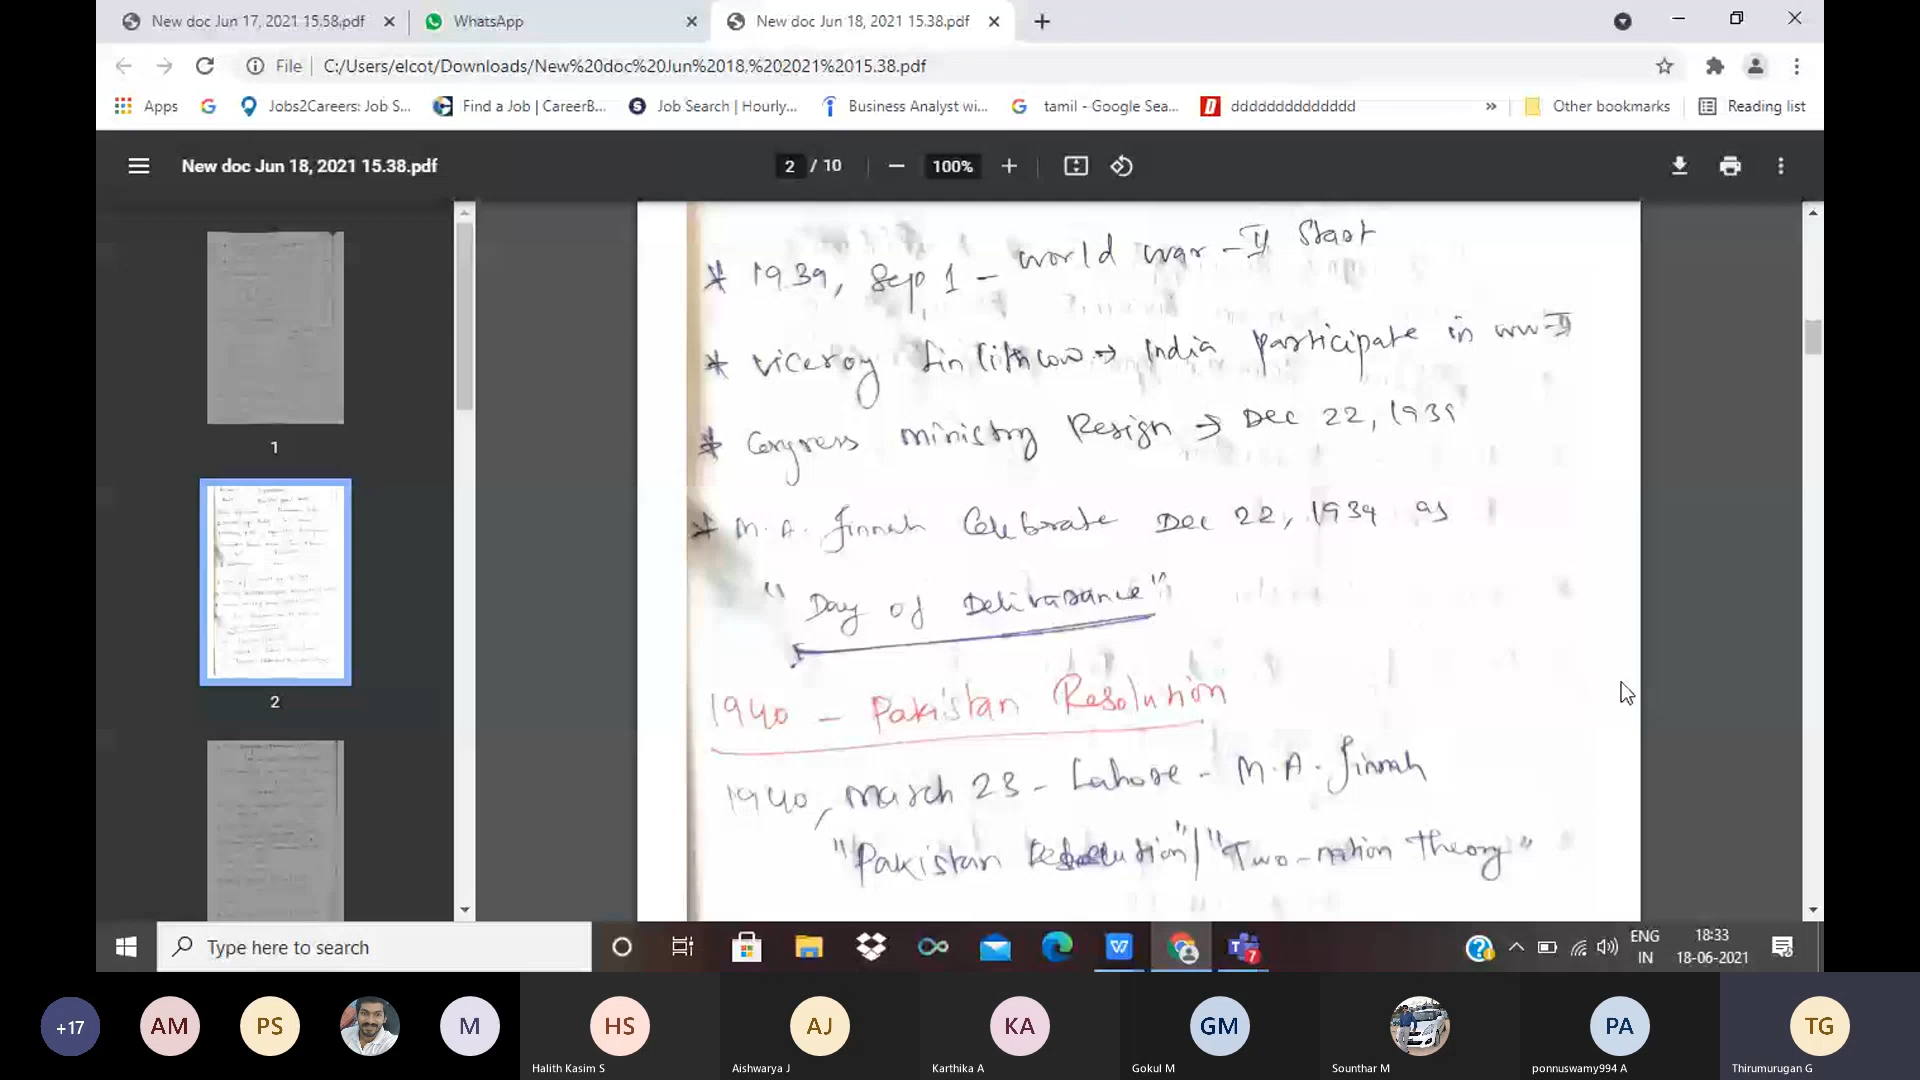 New doc Jun 17, 2021 15.58.pdf
WhatsApp
New doc Jun 18, 2021 15.38.pdf
File
C:/Users/elcot/Downloads/New%20doc%20Jun%2018,%202021%2015.38.pdf
Apps
Jobs2Careers: Job S...
Find a Job | CareerB...
Job Search | Hourly,...
Business Analyst wi...
tamil - Google Sea...
dddddddddddddd
»
Other bookmarks
Reading list
New doc Jun 18, 2021 15.38.pdf
2 / 10
100%
1
2
* 1939, Sep 1 - world war - II Start
* Viceroy Linlithcow → India participate in ww-II
* Congress ministry Resign → Dec 22, 1939
* M. A. Jinnah Celebrate Dec 22, 1939 as
"Day of Deliverance"
1940 - Pakistan Resolution
1940, March 23 - Lahore - M.A. Jinnah
"Pakistan Resolution" / "Two-nation Theory"
Type here to search
7
ENG
IN
18:33
18-06-2021
+17
AM
PS
M
HS
Halith Kasim S
AJ
Aishwarya J
KA
Karthika A
GM
Gokul M
Sounthar M
PA
ponnuswamy994 A
TG
Thirumurugan G